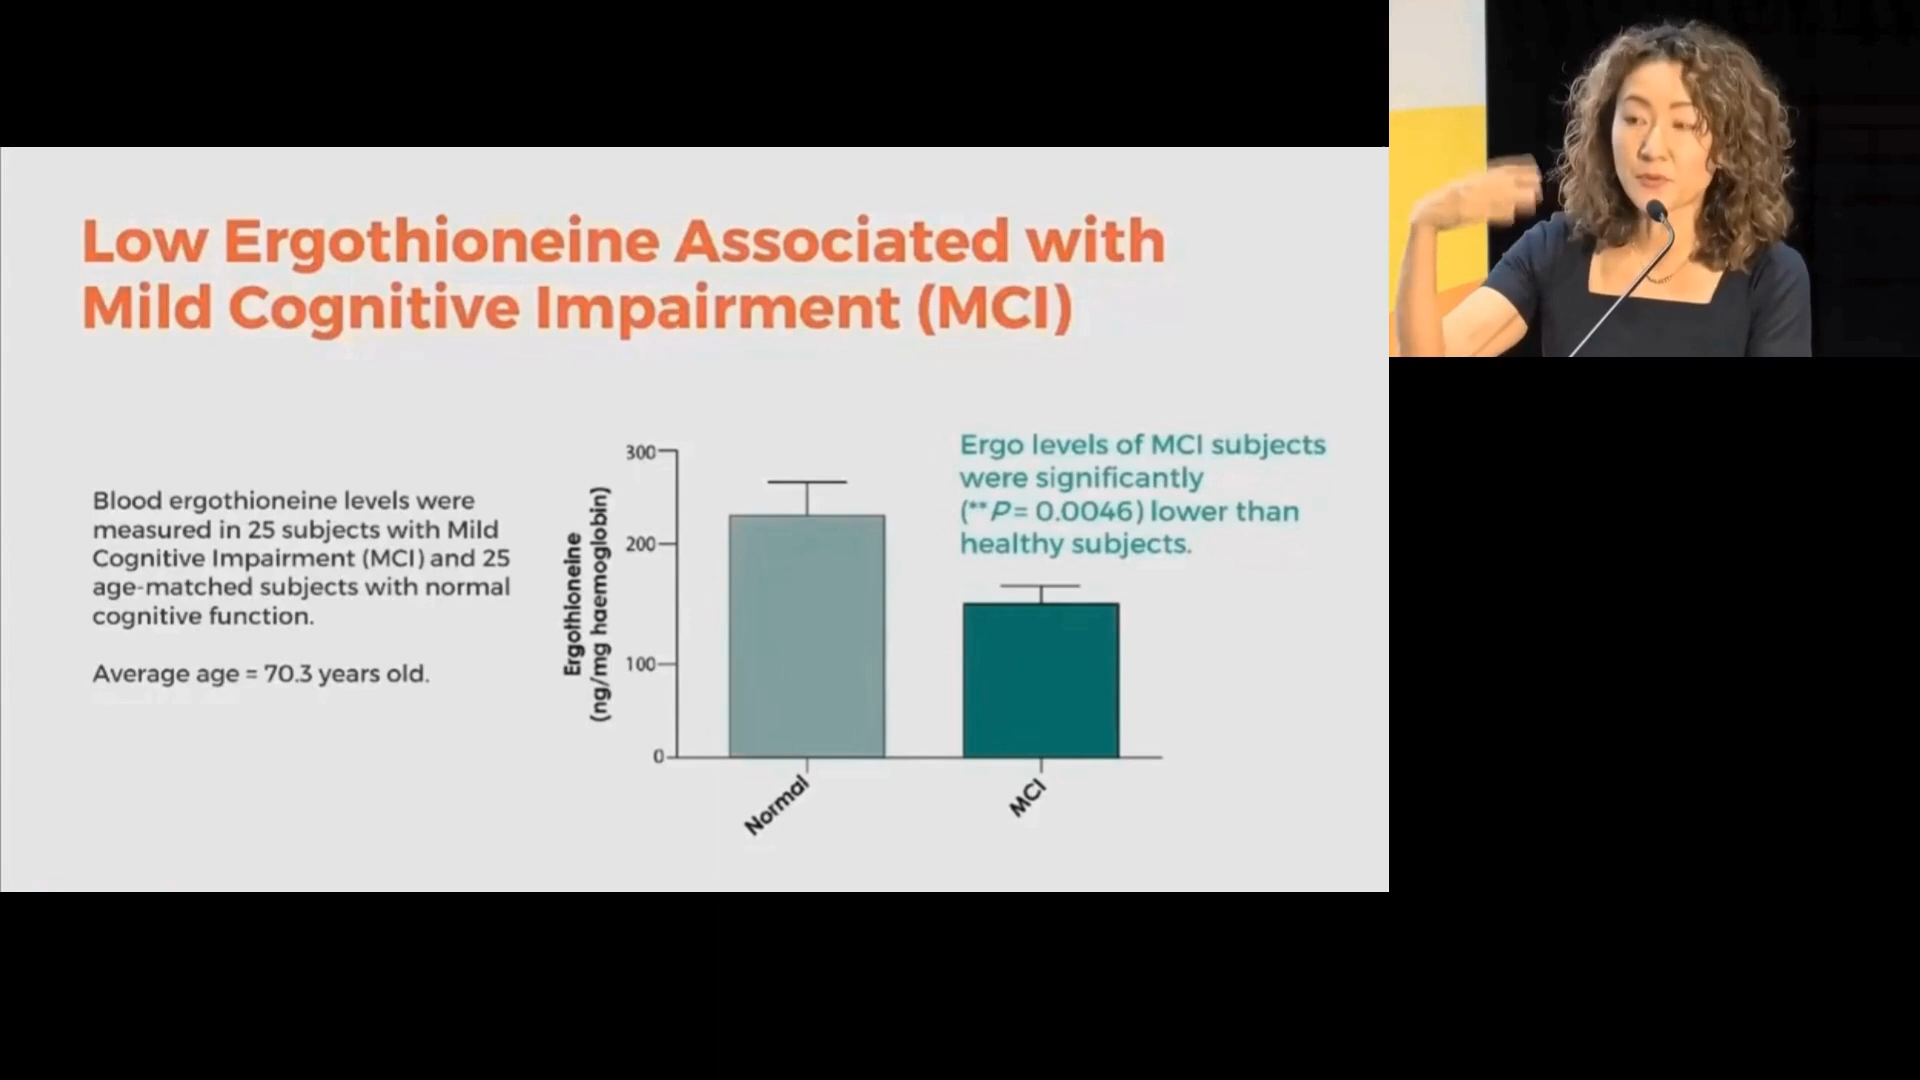 Low Ergothioneine Associated with
Mild Cognitive Impairment (MCI)
Blood ergothioneine levels were
measured in 25 subjects with Mild
Cognitive Impairment (MCI) and 25
age-matched subjects with normal
cognitive function.
Average age = 70.3 years old.
Ergothioneine
(ng/mg haemoglobin)
300
200
100
0
Normal
MCI
Ergo levels of MCI subjects
were significantly
(**P= 0.0046) lower than
healthy subjects.